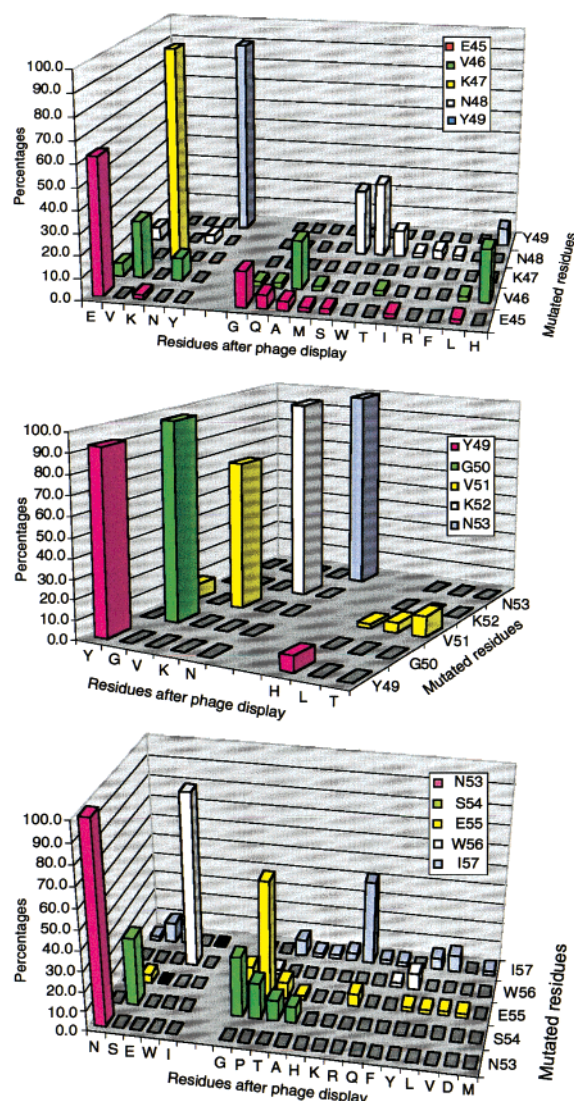 100.0
90.0
80.0
70.0
60.0
50.0
40.0
30.0
20.0
10.0
0.0
Percentages
E45
V46
K47
N48
Y49
Y49
N48
K47
V46
E45
Mutated residues
E V K N Y G Q A M S W T I R F L H
Residues after phage display
100.0
90.0
80.0
70.0
60.0
50.0
40.0
30.0
20.0
10.0
0.0
Percentages
Y49
G50
V51
K52
N53
N53
K52
V51
G50
Y49
Mutated residues
Y G V K N H L T
Residues after phage display
100.0
90.0
80.0
70.0
60.0
50.0
40.0
30.0
20.0
10.0
0.0
Percentages
N53
S54
E55
W56
I57
I57
W56
E55
S54
N53
Mutated residues
N S E W I G P T A H K R Q F Y L V D M
Residues after phage display